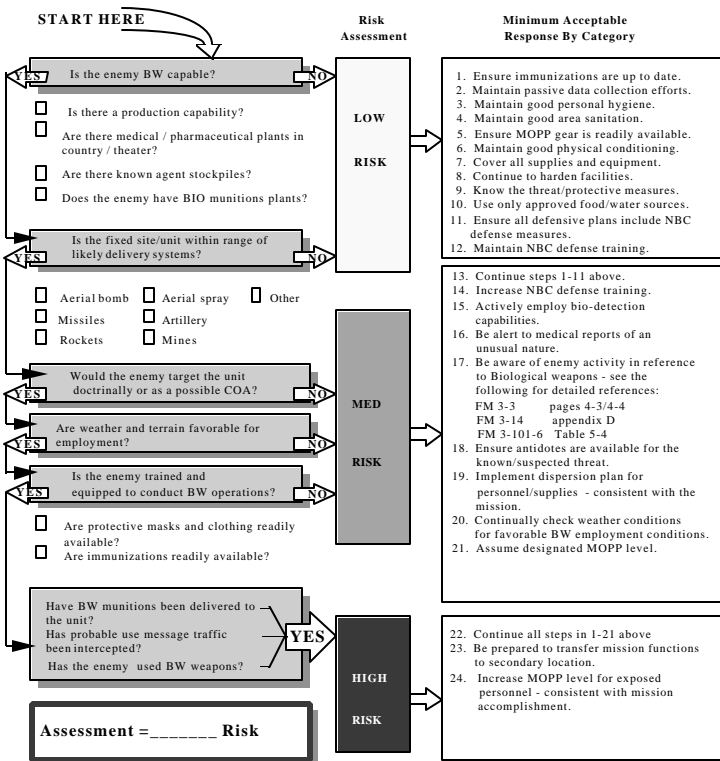 START HERE
Risk
Assessment
Minimum Acceptable
Response By Category
YES
Is the enemy BW capable?
NO
Is there a production capability?
Are there medical / pharmaceutical plants in
country / theater?
Are there known agent stockpiles?
Does the enemy have BIO munitions plants?
YES
Is the fixed site/unit within range of
likely delivery systems?
NO
LOW
RISK
1. Ensure immunizations are up to date.
2. Maintain passive data collection efforts.
3. Maintain good personal hygiene.
4. Maintain area sanitation.
5. Ensure MOPP gear is readily available.
6. Maintain good physical conditioning.
7. Cover all supplies and equipment.
8. Continue to harden facilities.
9. Know the threat/protective measures.
10. Use only approved food/water sources.
11. Ensure all defensive plans include NBC
defense measures.
12. Maintain NBC defense training.
Aerial bomb
Aerial spray
Other
Missiles
Artillery
Rockets
Mines
YES
Would the enemy target the unit
doctrinally or as a possible COA?
NO
YES
Are weather and terrain favorable for
employment?
NO
YES
Is the enemy trained and
equipped to conduct BW operations?
NO
Are protective masks and clothing readily
available?
Are immunizations readily available?
MED
RISK
13. Continue steps 1-11 above.
14. Increase NBC defense training.
15. Actively employ bio-detection
capabilities.
16. Be alert to medical reports of an
unusual nature.
17. Be aware of enemy activity in reference
to Biological weapons - see the
following for detailed references:
FM 3-3 pages 4-3/4-4
FM 3-14 appendix D
FM 3-101-6 Table 5-4
18. Ensure antidotes are available for the
known/suspected threat.
19. Implement dispersion plan for
personnel/supplies - consistent with the
mission.
20. Continually check weather conditions
for favorable BW employment conditions.
21. Assume designated MOPP level.
Have BW munitions been delivered to
the unit?
Has probable use message traffic
been intercepted?
Has the enemy used BW weapons?
YES
HIGH
RISK
22. Continue all steps in 1-21 above
23. Be prepared to transfer mission functions
to secondary location.
24. Increase MOPP level for exposed
personnel - consistent with mission
accomplishment.
Assessment =_______ Risk